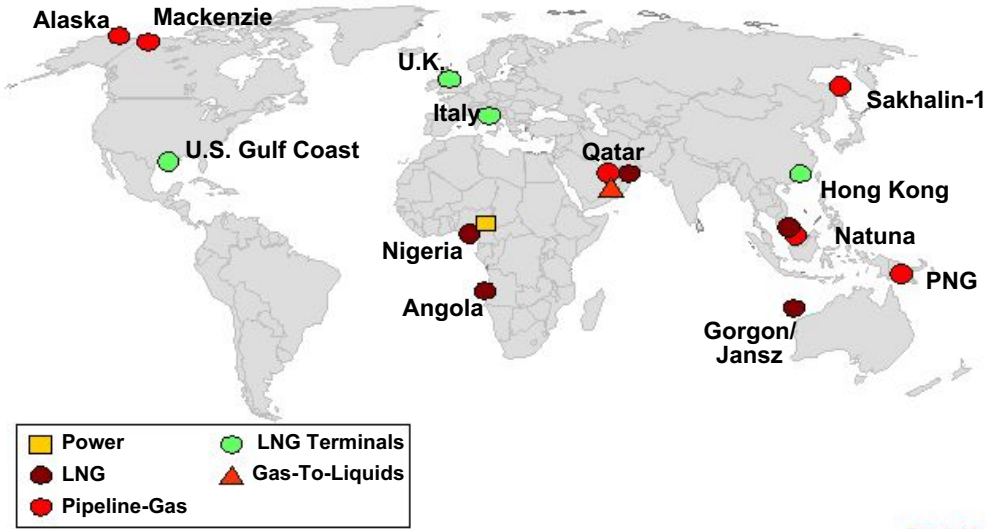 Alaska
Mackenzie
U.K.
Sakhalin-1
Italy
U.S. Gulf Coast
Qatar
Hong Kong
Nigeria
Natuna
PNG
Angola
Gorgon/
Jansz
Power
LNG Terminals
LNG
Gas-To-Liquids
Pipeline-Gas